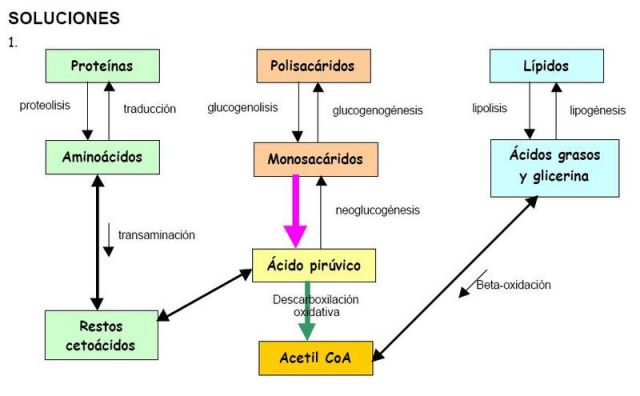 SOLUCIONES
1.
Proteínas
Polisacáridos
Lípidos
proteolisis
traducción
glucogenolisis
glucogenogénesis
lipolisis
lipogènesis
Aminoácidos
Monosacáridos
Ácidos grasos
y glicerina
transaminación
neoglucogénesis
Ácido pirúvico
Descarboxilación
oxidativa
Beta-oxidación
Restos
cetoácidos
Acetil CoA